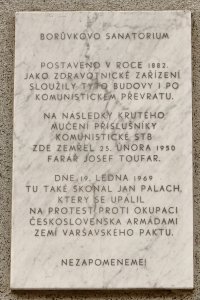 BORŮVKOVO SANATORIUM
POSTAVENO V ROCE 1882.
JAKO ZDRAVOTNICKÉ ZAŘÍZENÍ
SLOUŽILY TYTO BUDOVY I PO
KOMUNISTICKÉM PŘEVRATU.
NA NÁSLEDKY KRUTÉHO
MUČENÍ PŘÍSLUŠNÍKY
KOMUNISTICKÉ STB
ZDE ZEMŘEL 25. ÚNORA 1950
FARÁŘ JOSEF TOUFAR.
DNE 19. LEDNA 1969
TU TAKÉ SKONAL JAN PALACH,
KTERÝ SE UPÁLIL
NA PROTEST PROTI OKUPACI
ČESKOSLOVENSKA ARMÁDAMI
ZEMÍ VARŠAVSKÉHO PAKTU.
NEZAPOMENEME!